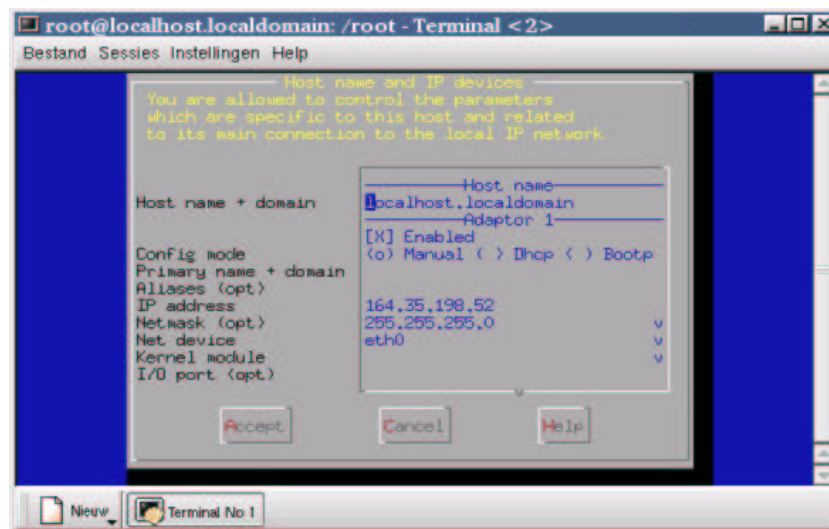 root@localhost.localdomain: /root - Terminal <2>
Bestand Sessies Instellingen Help
Host name and IP devices
You are allowed to control the parameters
which are specific to this host and related
to its main connection to the local IP network
Host name
Host name + domain localhost.localdomain
Adaptor 1
[X] Enabled
Config mode (o) Manual ( ) Dhcp ( ) Bootp
Primary name + domain
Aliases (opt)
IP address 164.35.198.52
Netmask (opt) 255.255.255.0 v
Net device eth0 v
Kernel module v
I/O port (opt)
v
Accept Cancel Help
Nieuw Terminal No 1